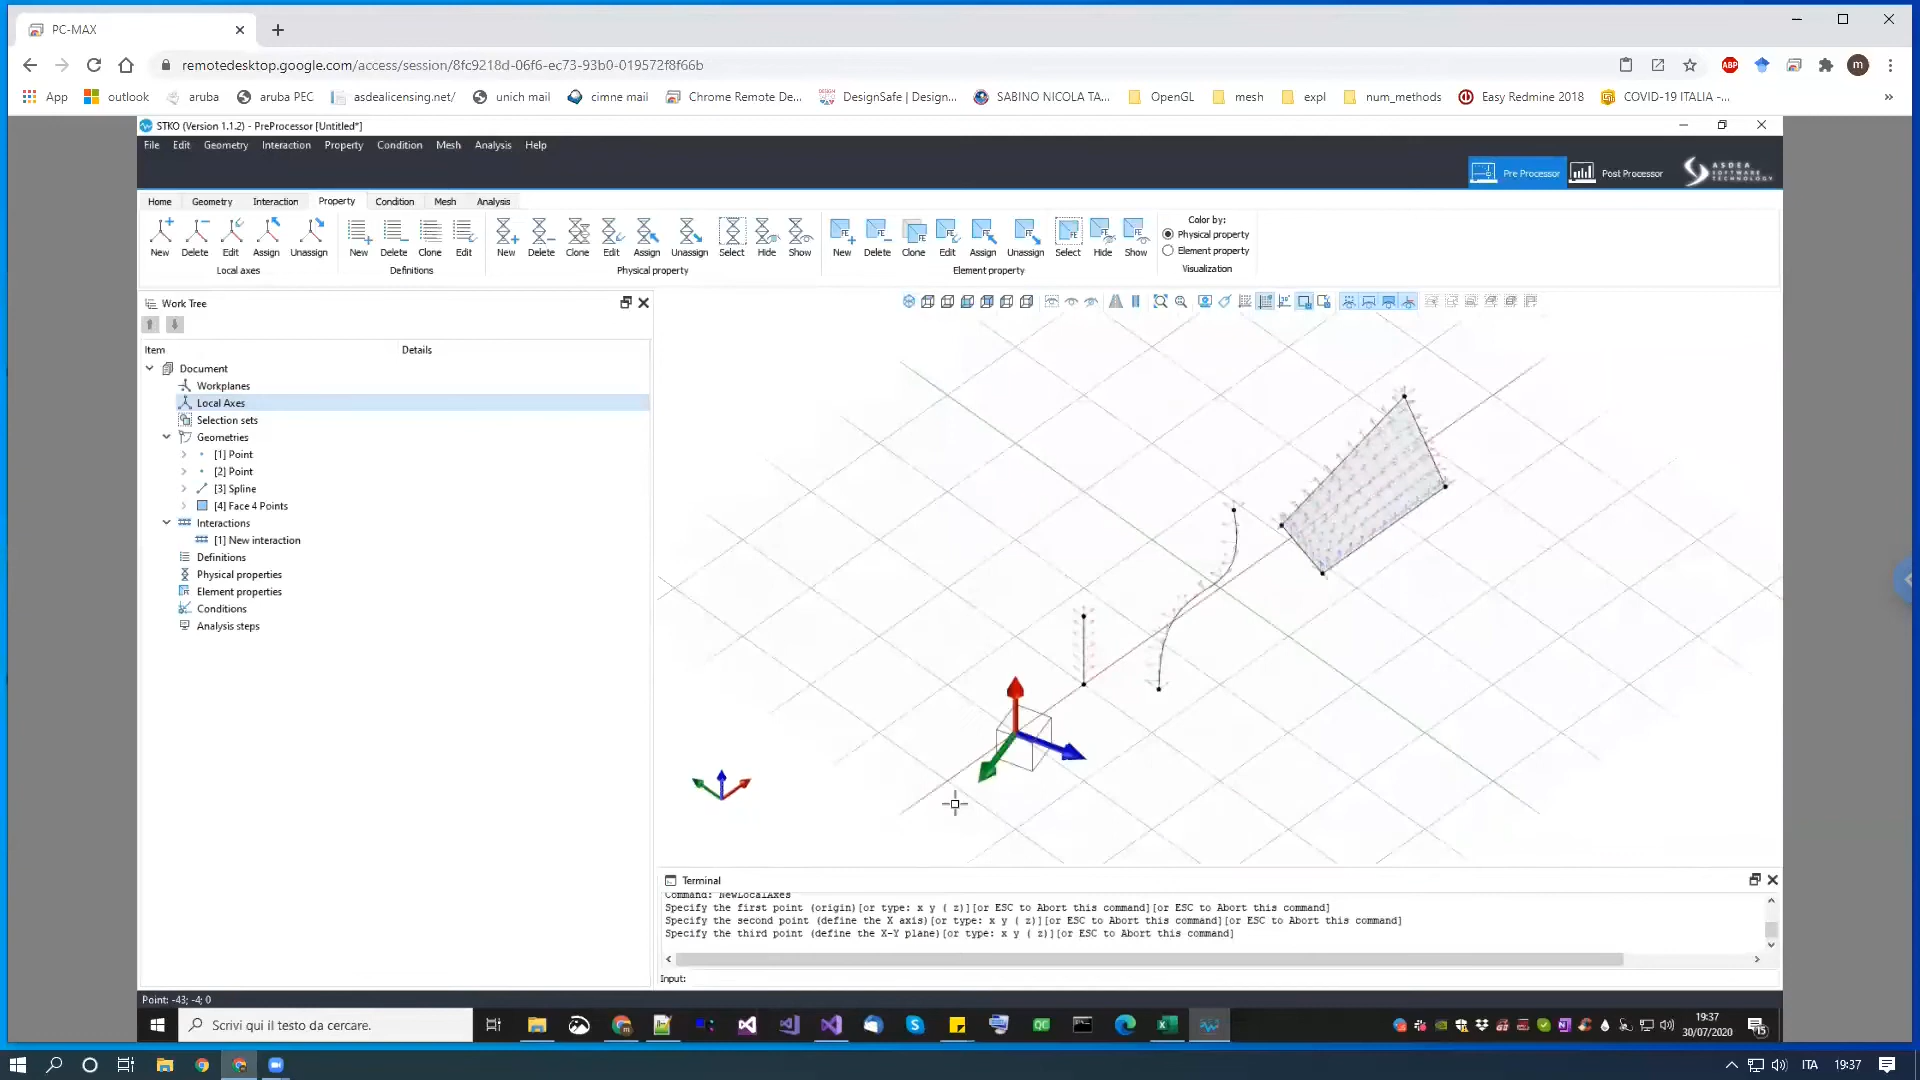 PC-MAX
remotedesktop.google.com/access/session/8fc9218d-06f6-ec73-93b0-019572f8f66b
App outlook aruba aruba PEC asdealicensing.net/ unich mail cimne mail Chrome Remote De... DesignSafe | Design... SABINO NICOLA TA... OpenGL mesh expl num_methods Easy Redmine 2018 COVID-19 ITALIA -... »
STKO (Version 1.1.2) - PreProcessor [Untitled*]
File Edit Geometry Interaction Property Condition Mesh Analysis Help
Pre Processor Post Processor ASDEA SOFTWARE TECHNOLOGY
Home Geometry Interaction Property Condition Mesh Analysis
New Delete Edit Assign Unassign New Delete Clone Edit New Delete Clone Edit Assign Unassign Select Hide Show New Delete Clone Edit Assign Unassign Select Hide Show
Color by:
Physical property
Element property
Local axes Definitions Physical property Element property Visualization
Work Tree
Item Details
Document
Workplanes
Local Axes
Selection sets
Geometries
[1] Point
[2] Point
[3] Spline
[4] Face 4 Points
Interactions
[1] New interaction
Definitions
Physical properties
Element properties
Conditions
Analysis steps
Terminal
Command: NewLocalAxes
Specify the first point (origin)[or type: x y ( z)][or ESC to Abort this command][or ESC to Abort this command]
Specify the second point (define the X axis)[or type: x y ( z)][or ESC to Abort this command][or ESC to Abort this command]
Specify the third point (define the X-Y plane)[or type: x y ( z)][or ESC to Abort this command]
Input:
Point: -43; -4; 0
Scrivi qui il testo da cercare.
19:37
30/07/2020
15
ITA 19:37